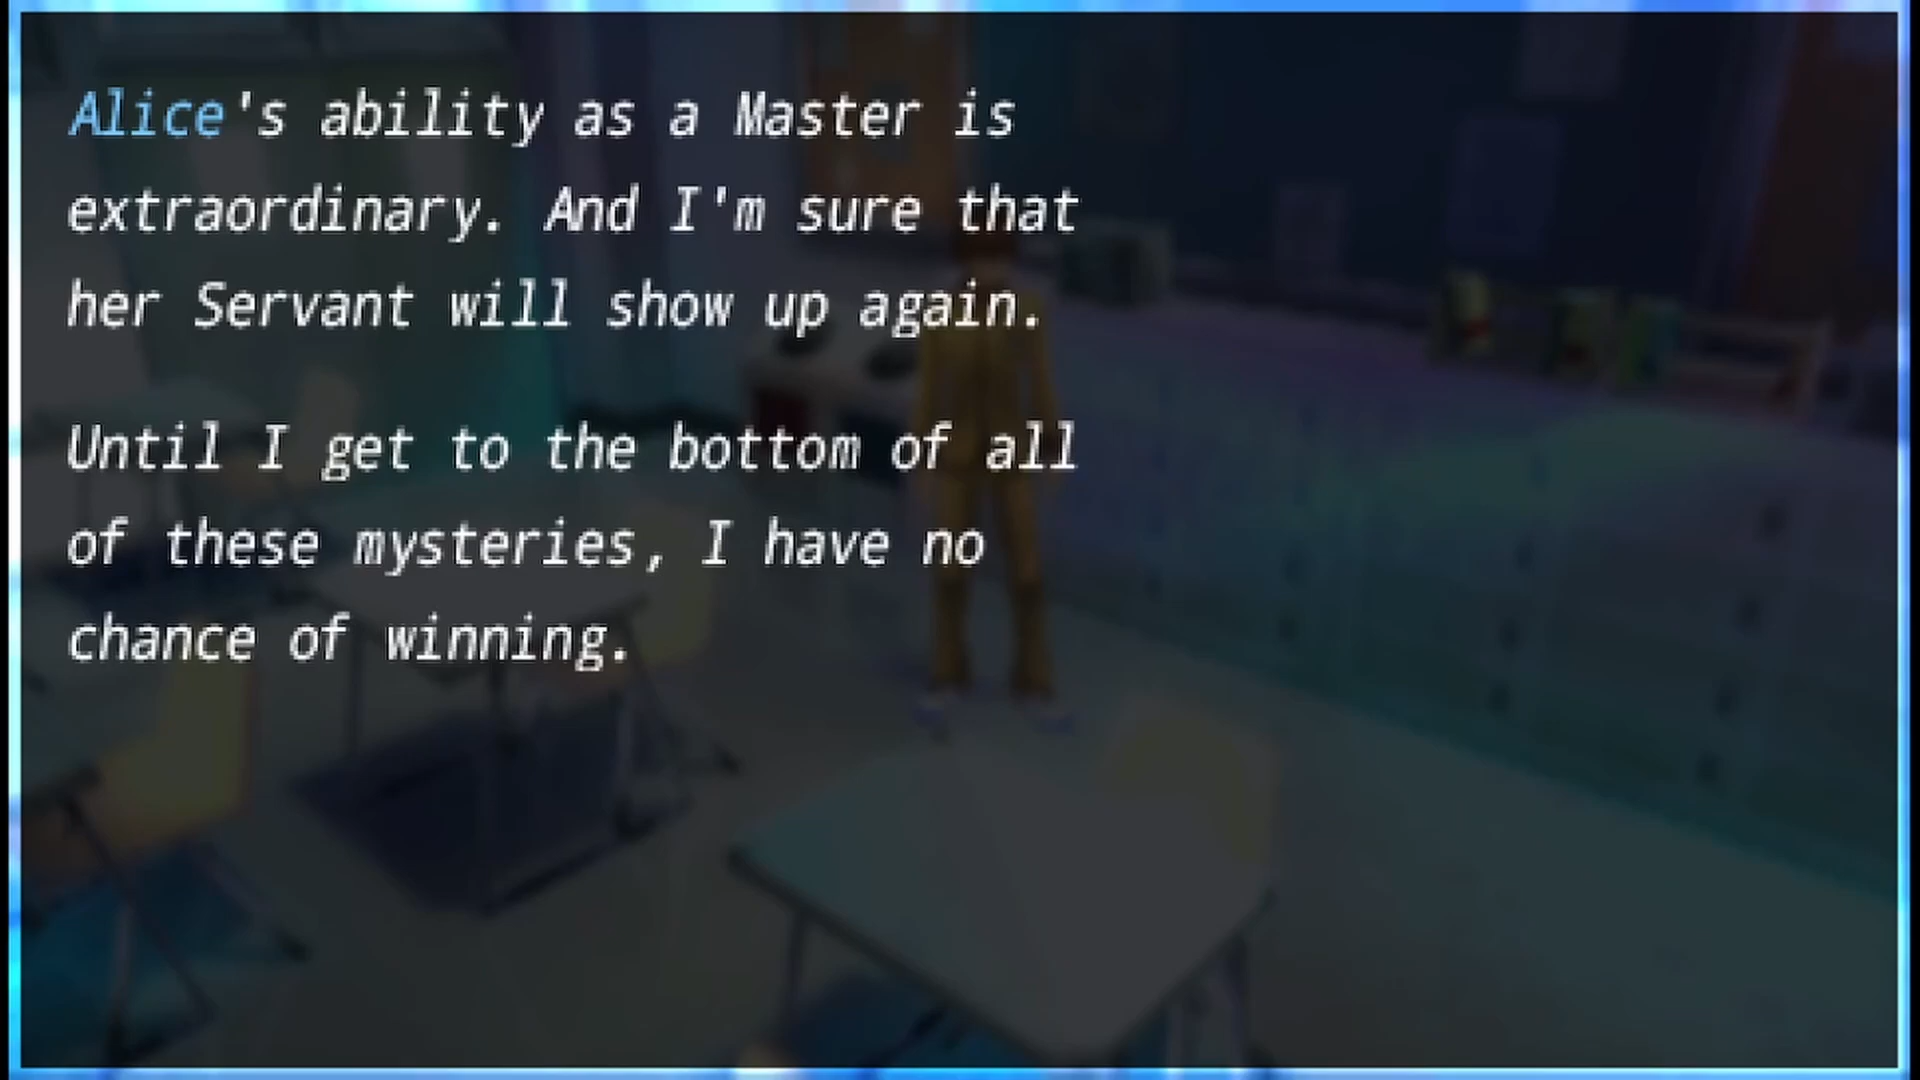 Alice's ability as a Master is
extraordinary. And I'm sure that
her Servant will show up again.
Until I get to the bottom of all
of these mysteries, I have no
chance of winning.